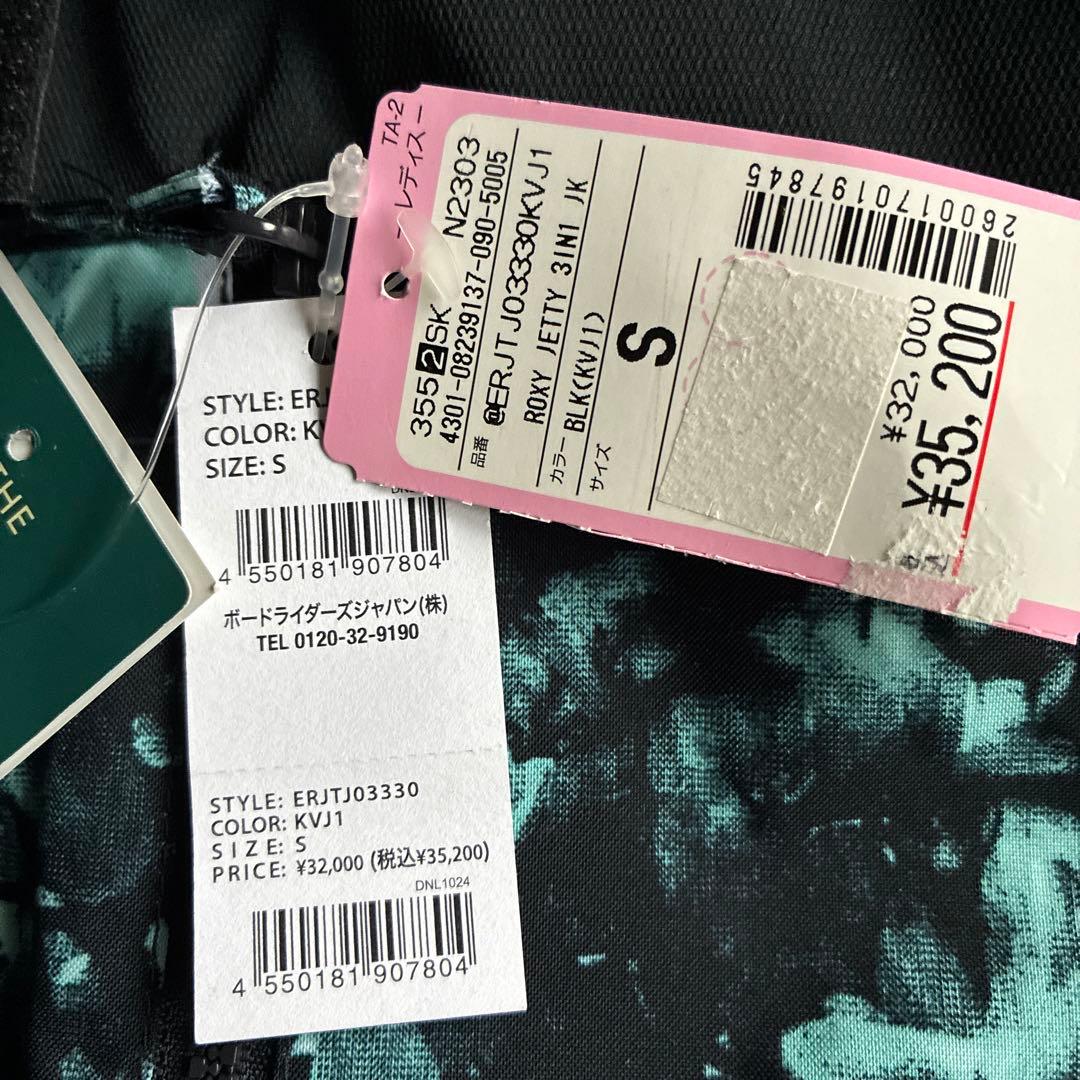 THE
STYLE: ERJ
COLOR: K
SIZE: S
4 550181 907804
ボードライダーズジャパン(株)
TEL 0120-32-9190
STYLE: ERJTJ03330
COLOR: KVJ1
SIZE: S
PRICE: ¥32,000 (税込¥35,200)
DNL1024
4 550181 907804
TA-2
レディスー
355 2 SK N2303
4301-08239137-090-5005
品番 @ERJTJ03330KVJ1
ROXY JETTY 3IN1 JK
カラー BLK(KVJ1)
サイズ
S
2600170197845
¥32,000
¥35,200